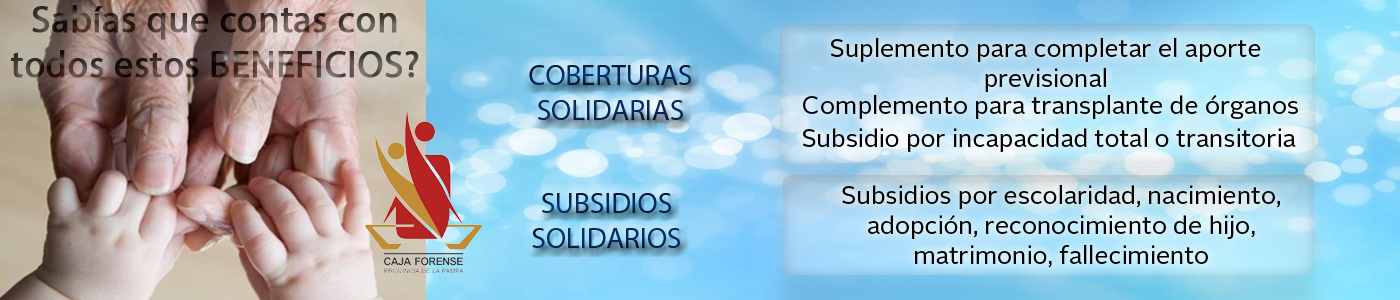 Sabías que contas con
todos estos BENEFICIOS?
COBERTURAS
SOLIDARIAS
Suplemento para completar el aporte
previsional
Complemento para transplante de órganos
Subsidio por incapacidad total o transitoria
SUBSIDIOS
SOLIDARIOS
Subsidios por escolaridad, nacimiento,
adopción, reconocimiento de hijo,
matrimonio, fallecimiento
CAJA FORENSE
PROVINCIA DE LA PAMPA